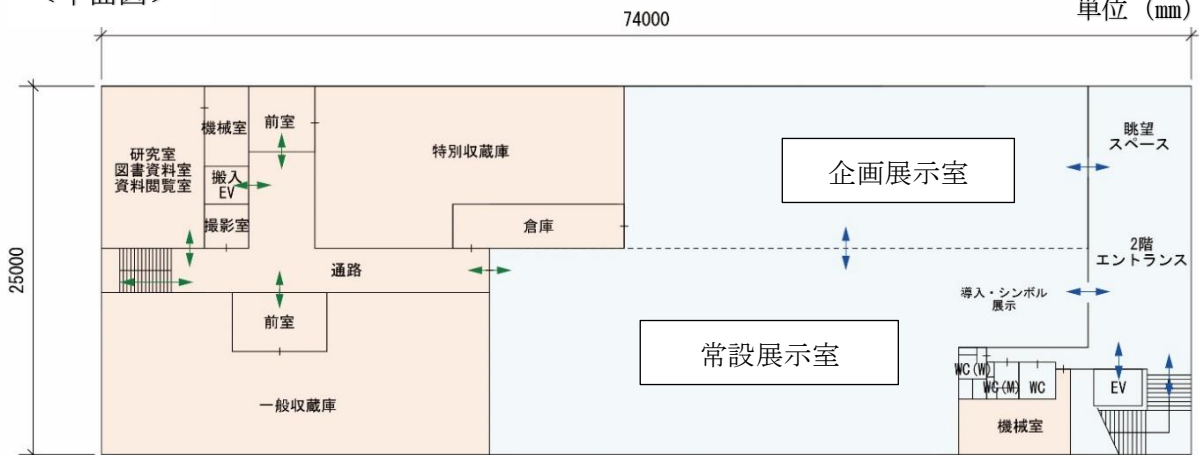 ＜平面図＞
単位（mm）
74000
25000
研究室
図書資料室
資料閲覧室
機械室
前室
搬入
EV
撮影室
特別収蔵庫
倉庫
通路
前室
一般収蔵庫
企画展示室
常設展示室
眺望
スペース
2階
エントランス
導入・シンボル
展示
WC(W)
WC(M)
WC
EV
機械室